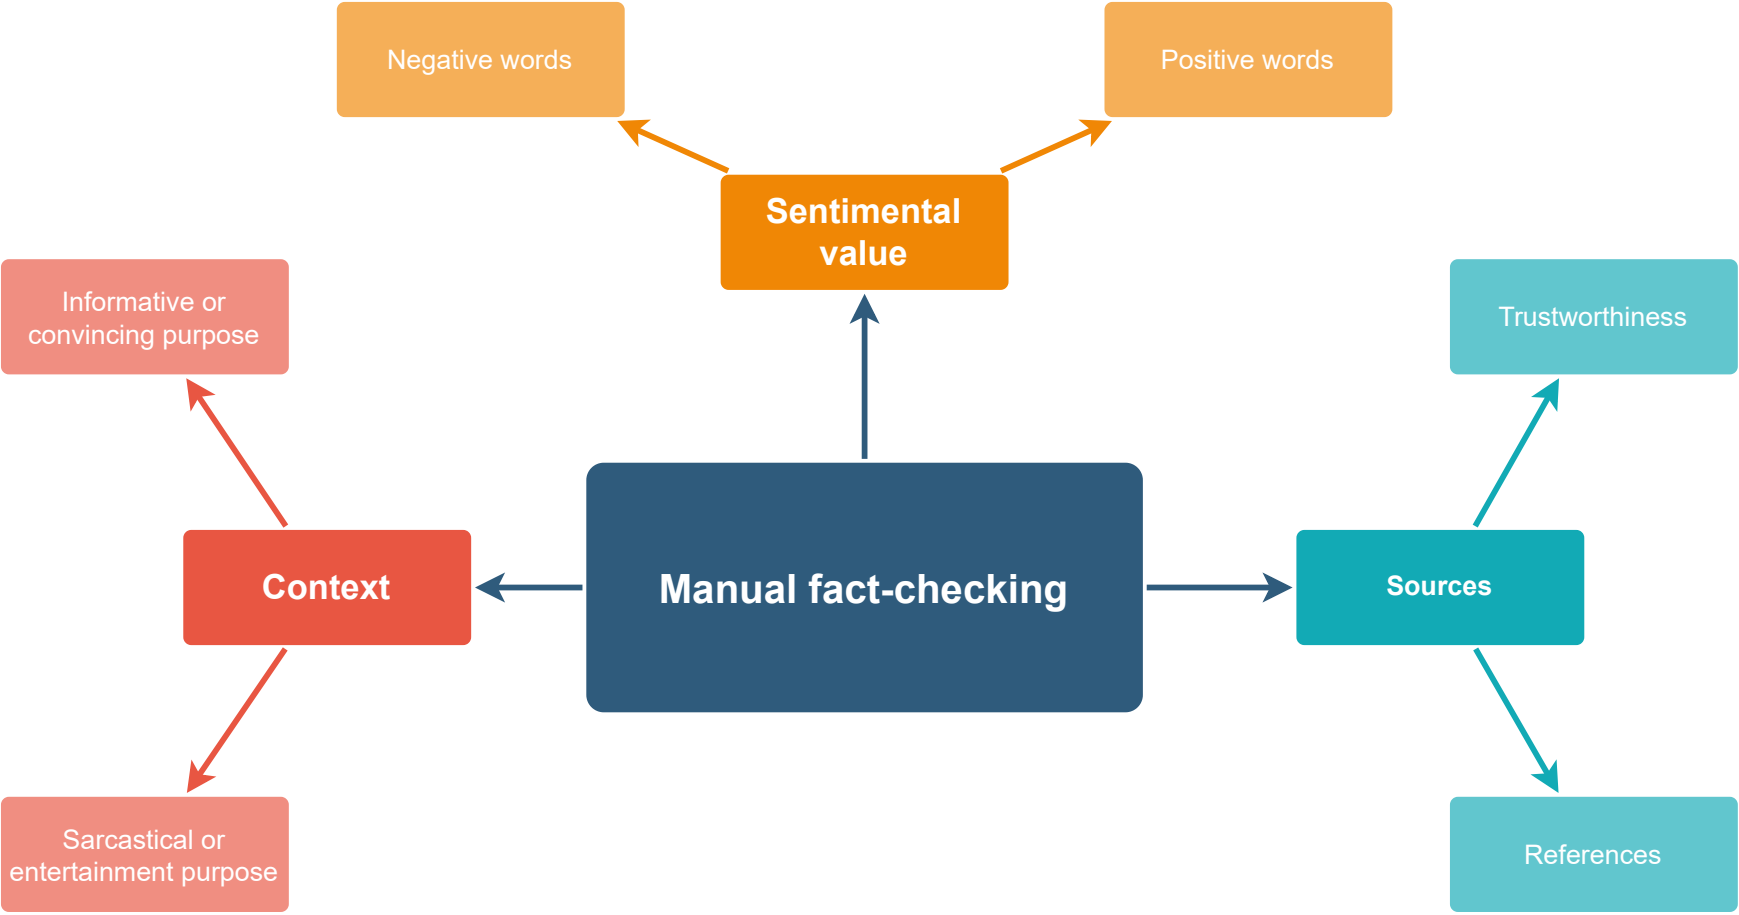 Negative words
Positive words
Sentimental
value
Informative or
convincing purpose
Trustworthiness
Context
Manual fact-checking
Sources
Sarcastical or
entertainment purpose
References